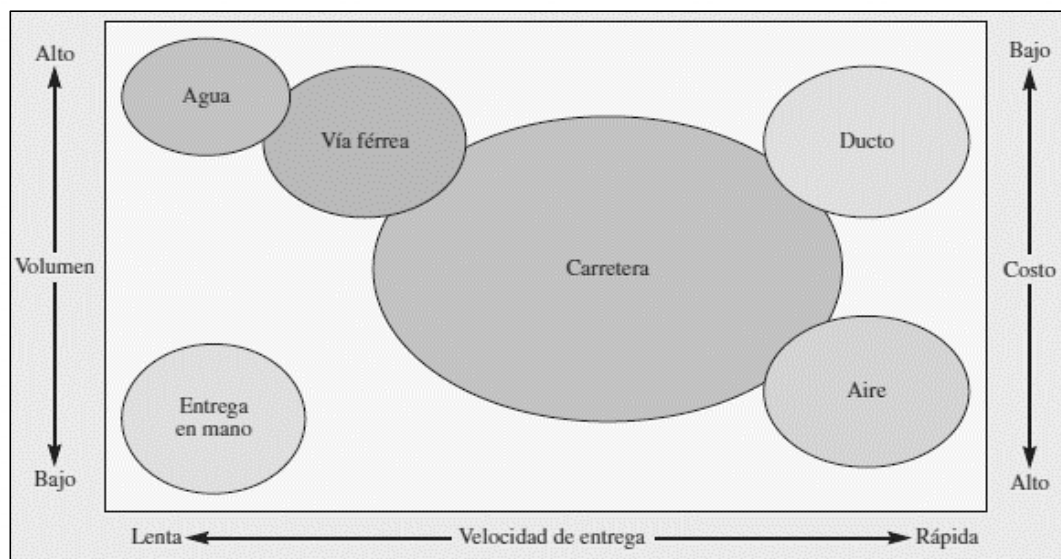 Alto
Bajo
Agua
Vía férrea
Ducto
Volumen
Carretera
Costo
Entrega
en mano
Aire
Bajo
Alto
Lenta
Velocidad de entrega
Rápida